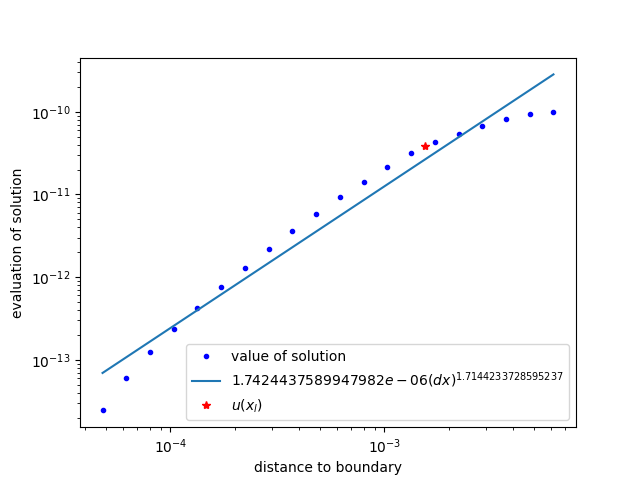 10⁻¹⁰
10⁻¹¹
10⁻¹²
10⁻¹³
evaluation of solution
value of solution
1.7424437589947982e − 06(dx)^1.7144233728595237
u(x_l)
10⁻⁴ 10⁻³
distance to boundary